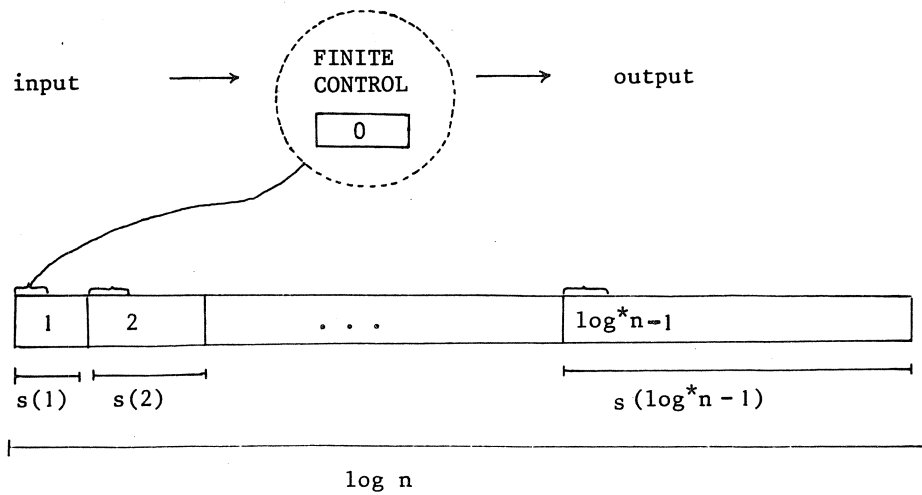 FINITE
CONTROL
input
output
0
1 2 . . . log*n-1
s(1) s(2) s(log*n-1)
log n